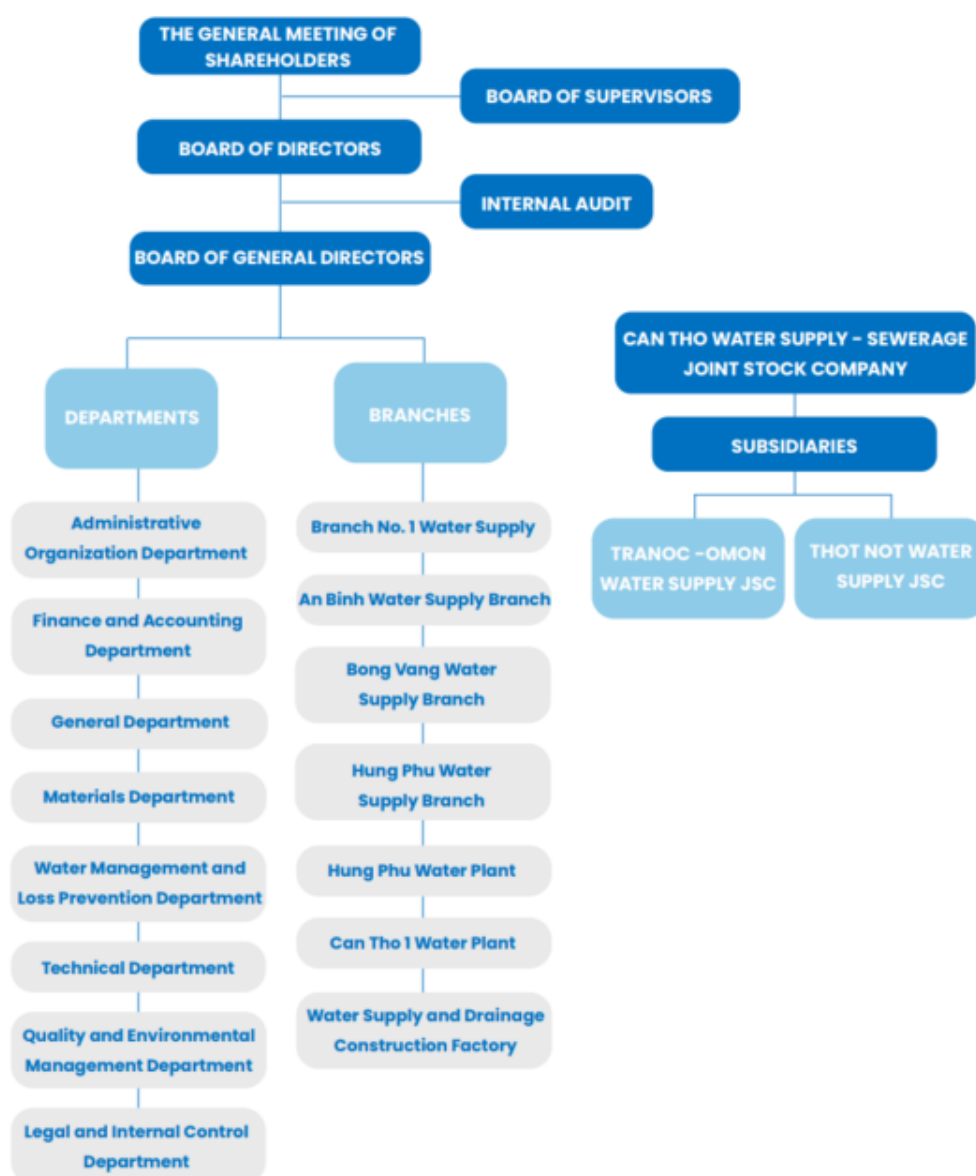 THE GENERAL MEETING OF
SHAREHOLDERS
BOARD OF SUPERVISORS
BOARD OF DIRECTORS
INTERNAL AUDIT
BOARD OF GENERAL DIRECTORS
DEPARTMENTS
Administrative
Organization Department
Finance and Accounting
Department
General Department
Materials Department
Water Management and
Loss Prevention Department
Technical Department
Quality and Environmental
Management Department
Legal and Internal Control
Department
BRANCHES
Branch No. 1 Water Supply
An Binh Water Supply Branch
Bong Vang Water
Supply Branch
Hung Phu Water
Supply Branch
Hung Phu Water Plant
Can Tho 1 Water Plant
Water Supply and Drainage
Construction Factory
CAN THO WATER SUPPLY - SEWERAGE
JOINT STOCK COMPANY
SUBSIDIARIES
TRANOC -OMON
WATER SUPPLY JSC
THOT NOT WATER
SUPPLY JSC